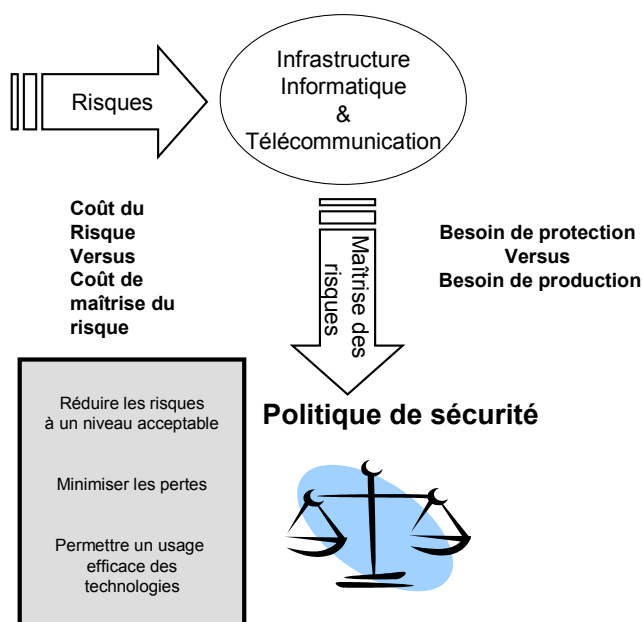 Risques
Infrastructure
Informatique
&
Télécommunication
Coût du
Risque
Versus
Coût de
maîtrise du
risque
Maîtrise des
risques
Besoin de protection
Versus
Besoin de production
Réduire les risques
à un niveau acceptable
Minimiser les pertes
Permettre un usage
efficace des
technologies
Politique de sécurité